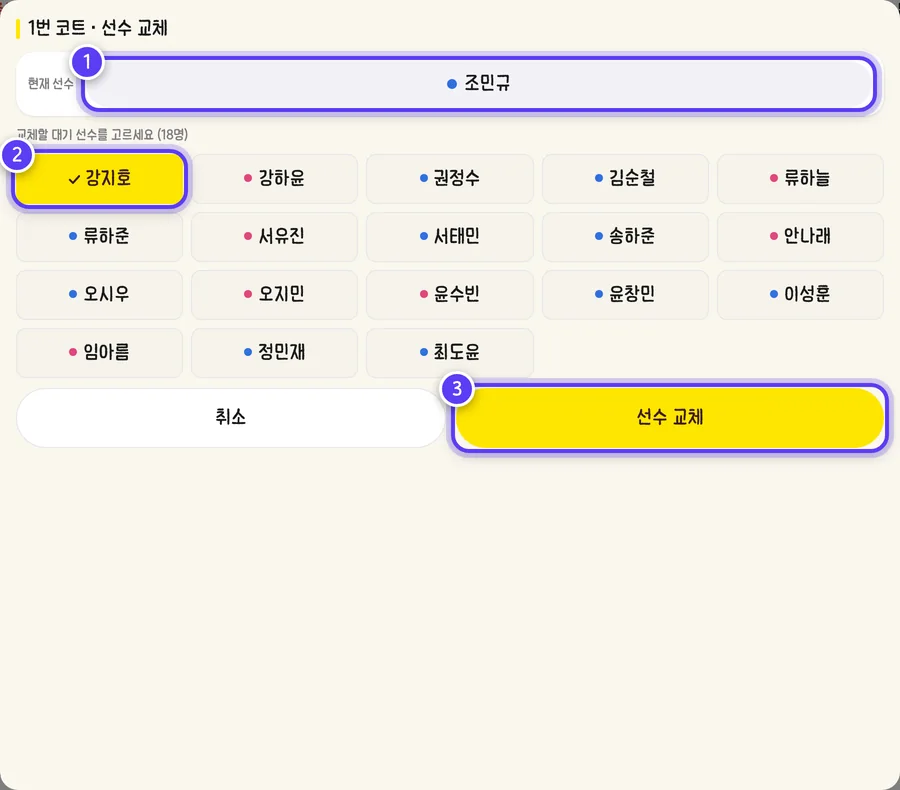 1번 코트 · 선수 교체
1
현재 선수
조민규
교체할 대기 선수를 고르세요 (18명)
2
강지호 강하윤 권정수 김순철 류하늘
류하준 서유진 서태민 송하준 안나래
오시우 오지민 윤수빈 윤창민 이성훈
임아름 정민재 최도윤
3
취소 선수 교체